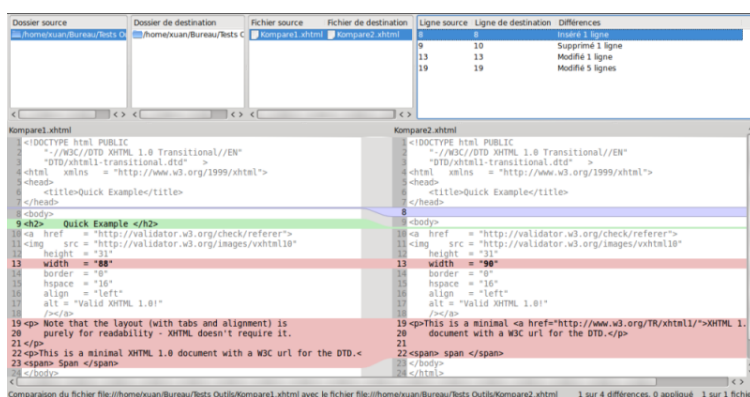 Dossier source
Dossier de destination
Fichier source Fichier de destination
Ligne source Ligne de destination Différences
/home/xuan/Bureau/Tests Ou
/home/xuan/Bureau/Tests C
Kompare1.xhtml Kompare2.xhtml
8 8 Inséré 1 ligne
9 10 Supprimé 1 ligne
13 13 Modifié 1 ligne
19 19 Modifié 5 lignes
Kompare1.xhtml
1 <!DOCTYPE html PUBLIC
2 "-//W3C//DTD XHTML 1.0 Transitional//EN"
3 "DTD/xhtml1-transitional.dtd" >
4 <html xmlns = "http://www.w3.org/1999/xhtml">
5 <head>
6 <title>Quick Example</title>
7 </head>
8 <body>
9 <h2> Quick Example </h2>
10 <a href = "http://validator.w3.org/check/referer">
11 <img src = "http://validator.w3.org/images/vxhtml10"
12 height = "31"
13 width = "88"
14 border = "0"
15 hspace = "16"
16 align = "left"
17 alt = "Valid XHTML 1.0!"
18 /></a>
19 <p> Note that the layout (with tabs and alignment) is
20 purely for readability - XHTML doesn't require it.
21 </p>
22 <p>This is a minimal XHTML 1.0 document with a W3C url for the DTD.<
23 <span> Span </span>
24 </body>
Kompare2.xhtml
1 <!DOCTYPE html PUBLIC
2 "-//W3C//DTD XHTML 1.0 Transitional//EN"
3 "DTD/xhtml1-transitional.dtd" >
4 <html xmlns = "http://www.w3.org/1999/xhtml">
5 <head>
6 <title>Quick Example</title>
7 </head>
8
9 <body>
10 <a href = "http://validator.w3.org/check/referer">
11 <img src = "http://validator.w3.org/images/vxhtml10"
12 height = "31"
13 width = "90"
14 border = "0"
15 hspace = "16"
16 align = "left"
17 alt = "Valid XHTML 1.0!"
18 /></a>
19 <p>This is a minimal <a href="http://www.w3.org/TR/xhtml1/">XHTML 1.
20 document with a W3C url for the DTD.</p>
21
22 <span> span </span>
23 </body>
24 </html>
Comparaison du fichier file:///home/xuan/Bureau/Tests Outils/Kompare1.xhtml avec le fichier file:///home/xuan/Bureau/Tests Outils/Kompare2.xhtml 1 sur 4 différences, 0 appliqué 1 sur 1 fichie